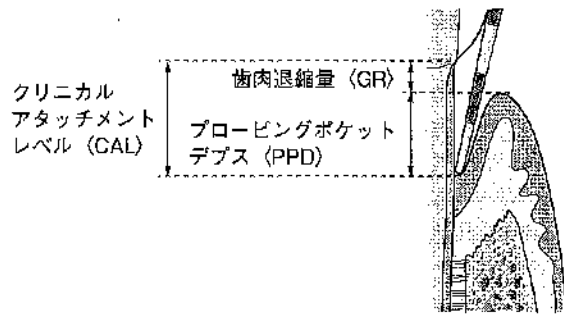 歯肉退縮量（GR）
クリニカル
アタッチメント
レベル（CAL）
プロービングポケット
デプス（PPD）